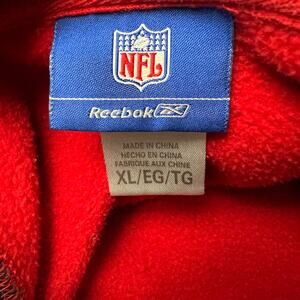 NFL
Reebok
MADE IN CHINA
HECHO EN CHINA
FABRIQUE AUX CHINE
XL/EG/TG